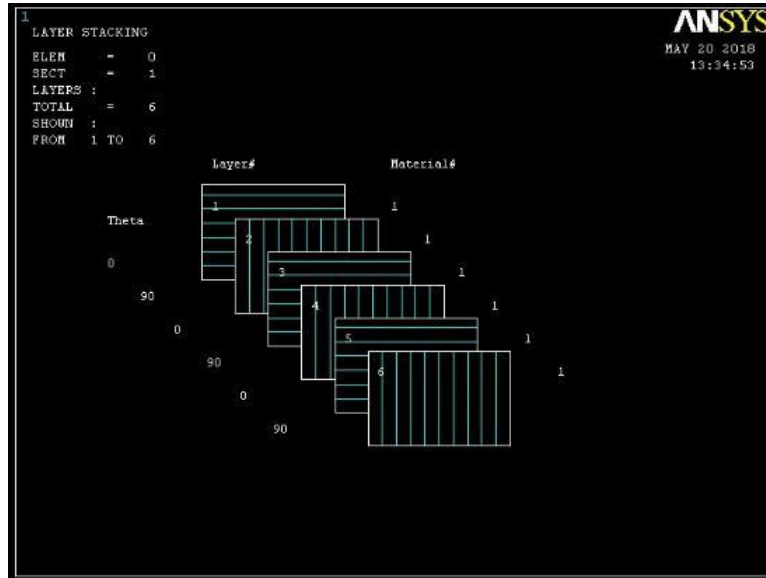 1
LAYER STACKING
ANSYS
MAY 20 2018
13:34:53
ELEM = 0
SECT = 1
LAYERS :
TOTAL = 6
SHOWN :
FROM 1 TO 6
Layer# Material#
Theta
1 1
2 1
3 1
4 1
5 1
6 1
0
90
0
90
0
90